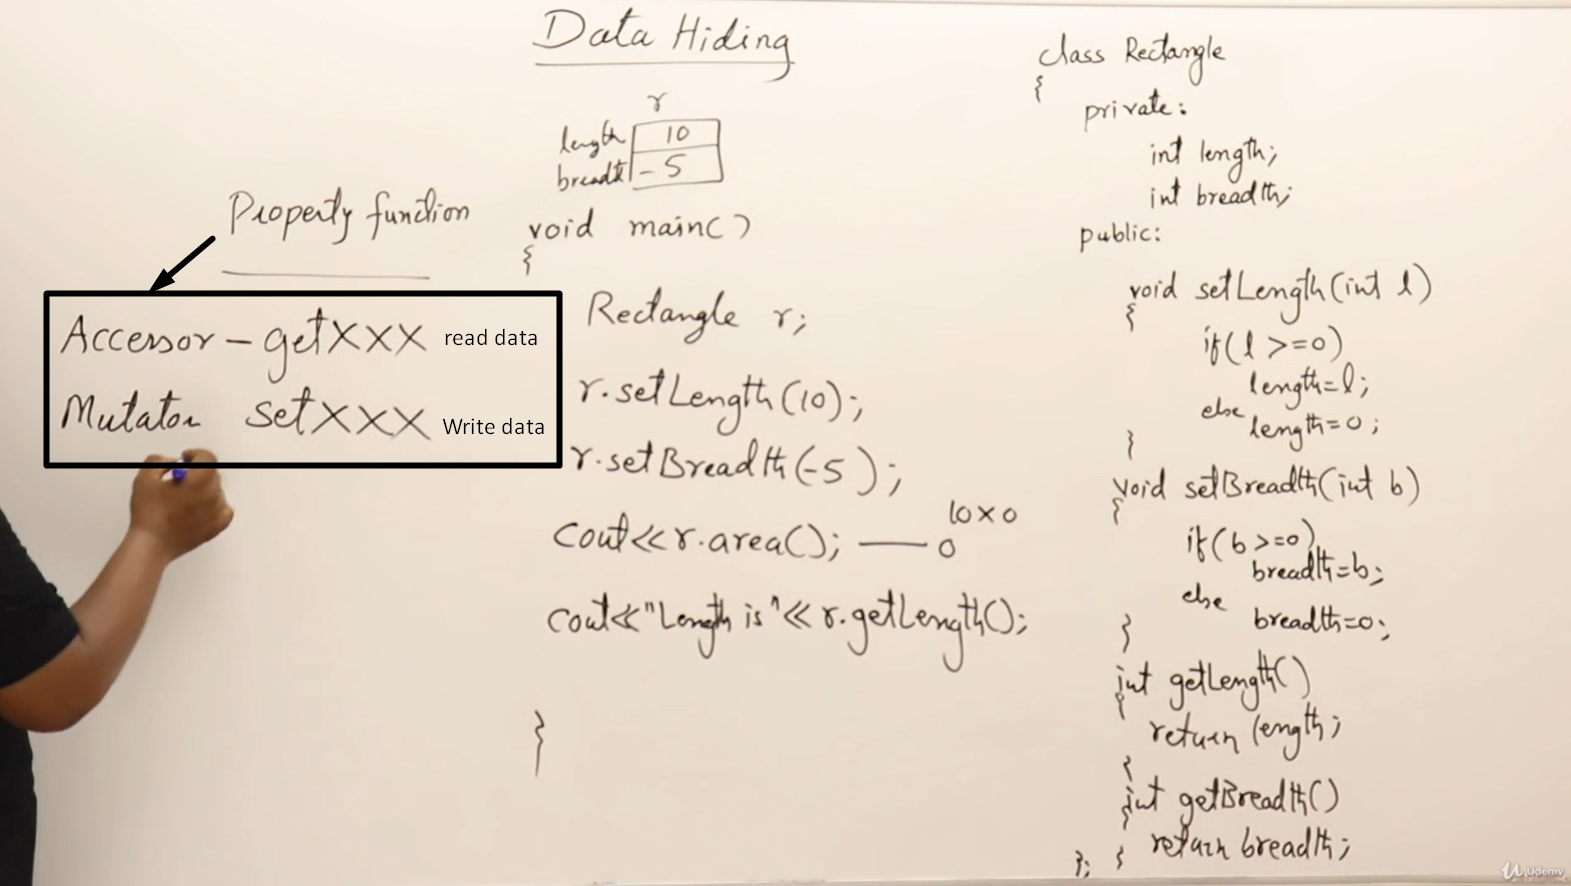 Data Hiding
r
length 10
breadth -5
Property function
Accessor - getXXX read data
Mutator setXXX Write data
void main()
{
Rectangle r;
r.setLength(10);
r.setBreadth(-5);
10x0
cout<<r.area(); — 0
cout<<"Length is"<< r.getLength();
}
class Rectangle
{
private:
int length;
int breadth;
public:
void setLength(int l)
{
if(l >=0)
length=l;
else
length=0;
}
void setBreadth(int b)
{
if(b >=0)
breadth=b;
else
breadth=0;
}
int getLength()
{
return length;
}
int getBreadth()
{
return breadth;
}
};
Udemy